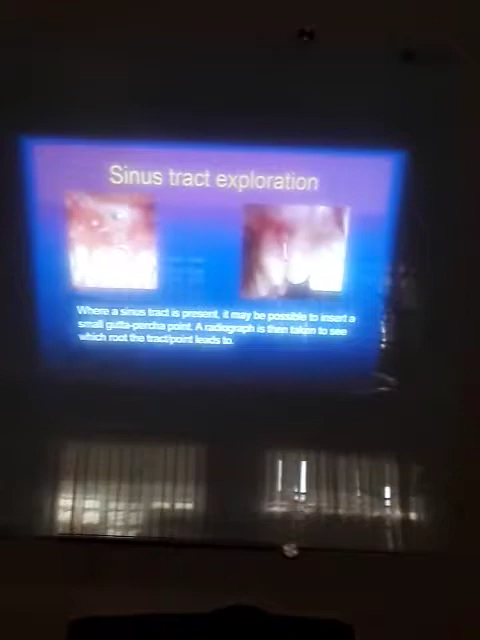 Sinus tract exploration
Where a sinus tract is present, it may be possible to insert a
small gutta-percha point. A radiograph is then taken to see
which root the tract/point leads to.